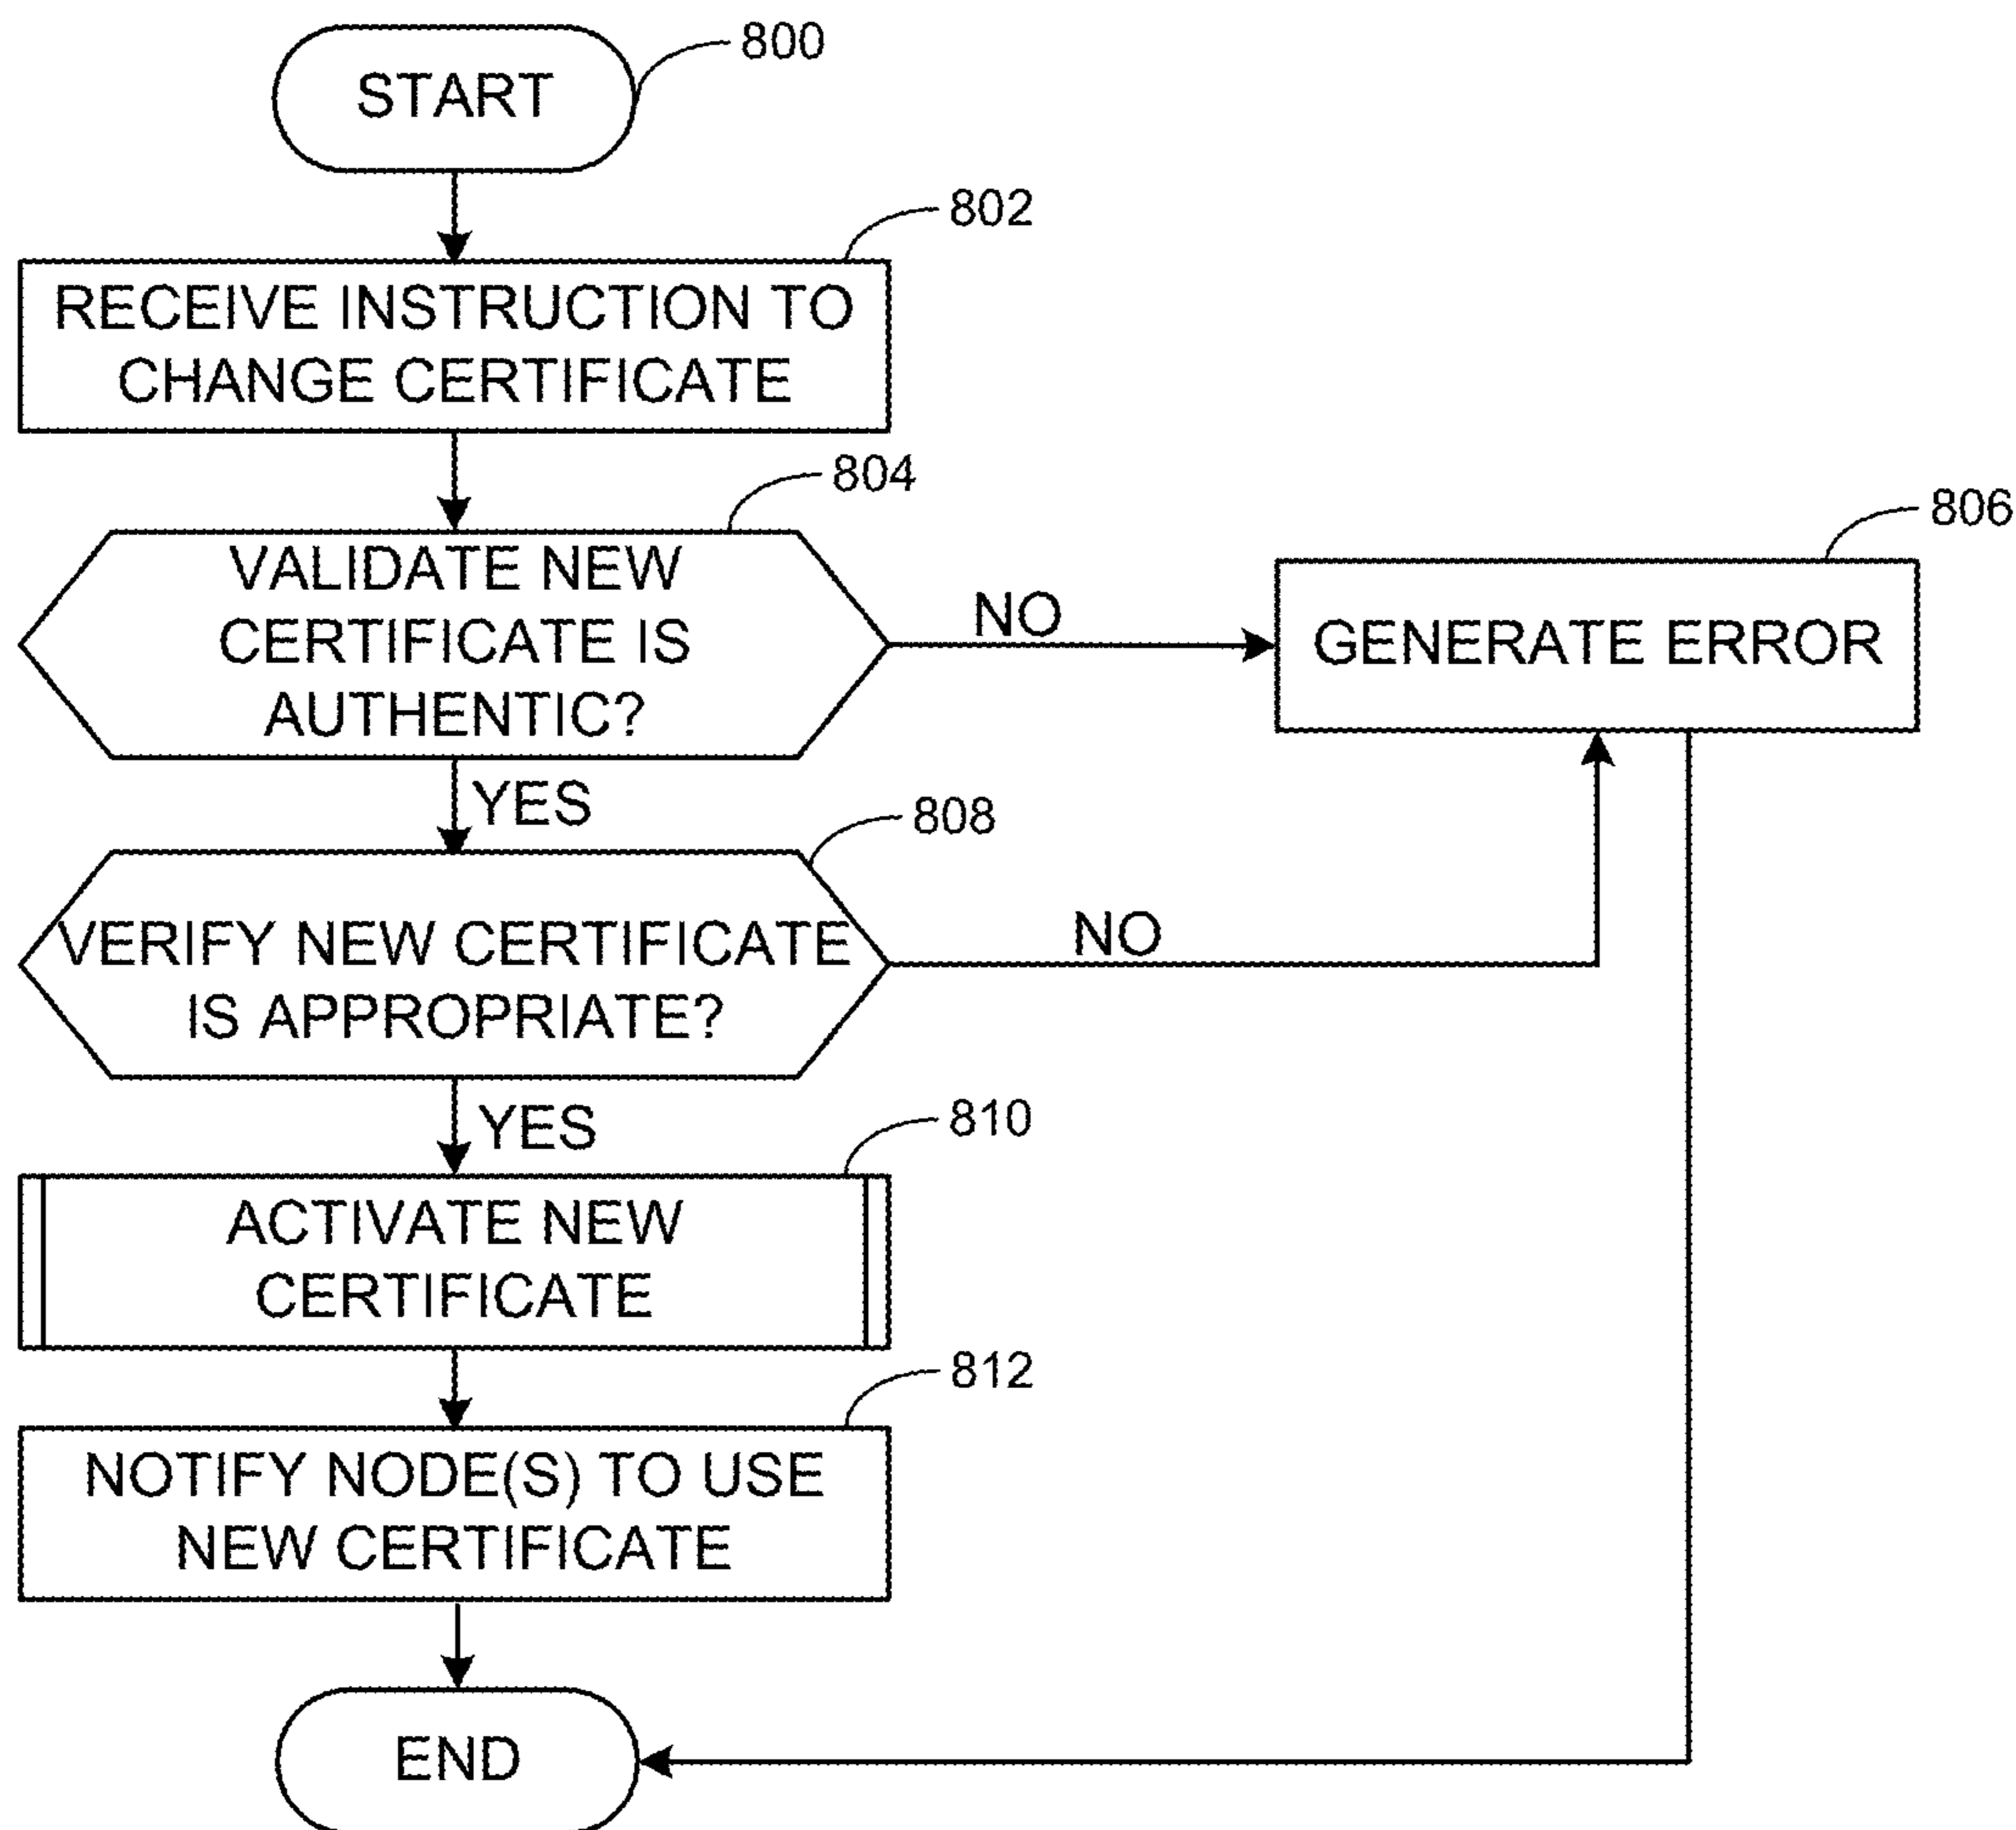 START
800
802
RECEIVE INSTRUCTION TO
CHANGE CERTIFICATE
804
VALIDATE NEW
CERTIFICATE IS
AUTHENTIC?
NO
806
GENERATE ERROR
YES
808
VERIFY NEW CERTIFICATE
IS APPROPRIATE?
NO
YES
810
ACTIVATE NEW
CERTIFICATE
812
NOTIFY NODE(S) TO USE
NEW CERTIFICATE
END